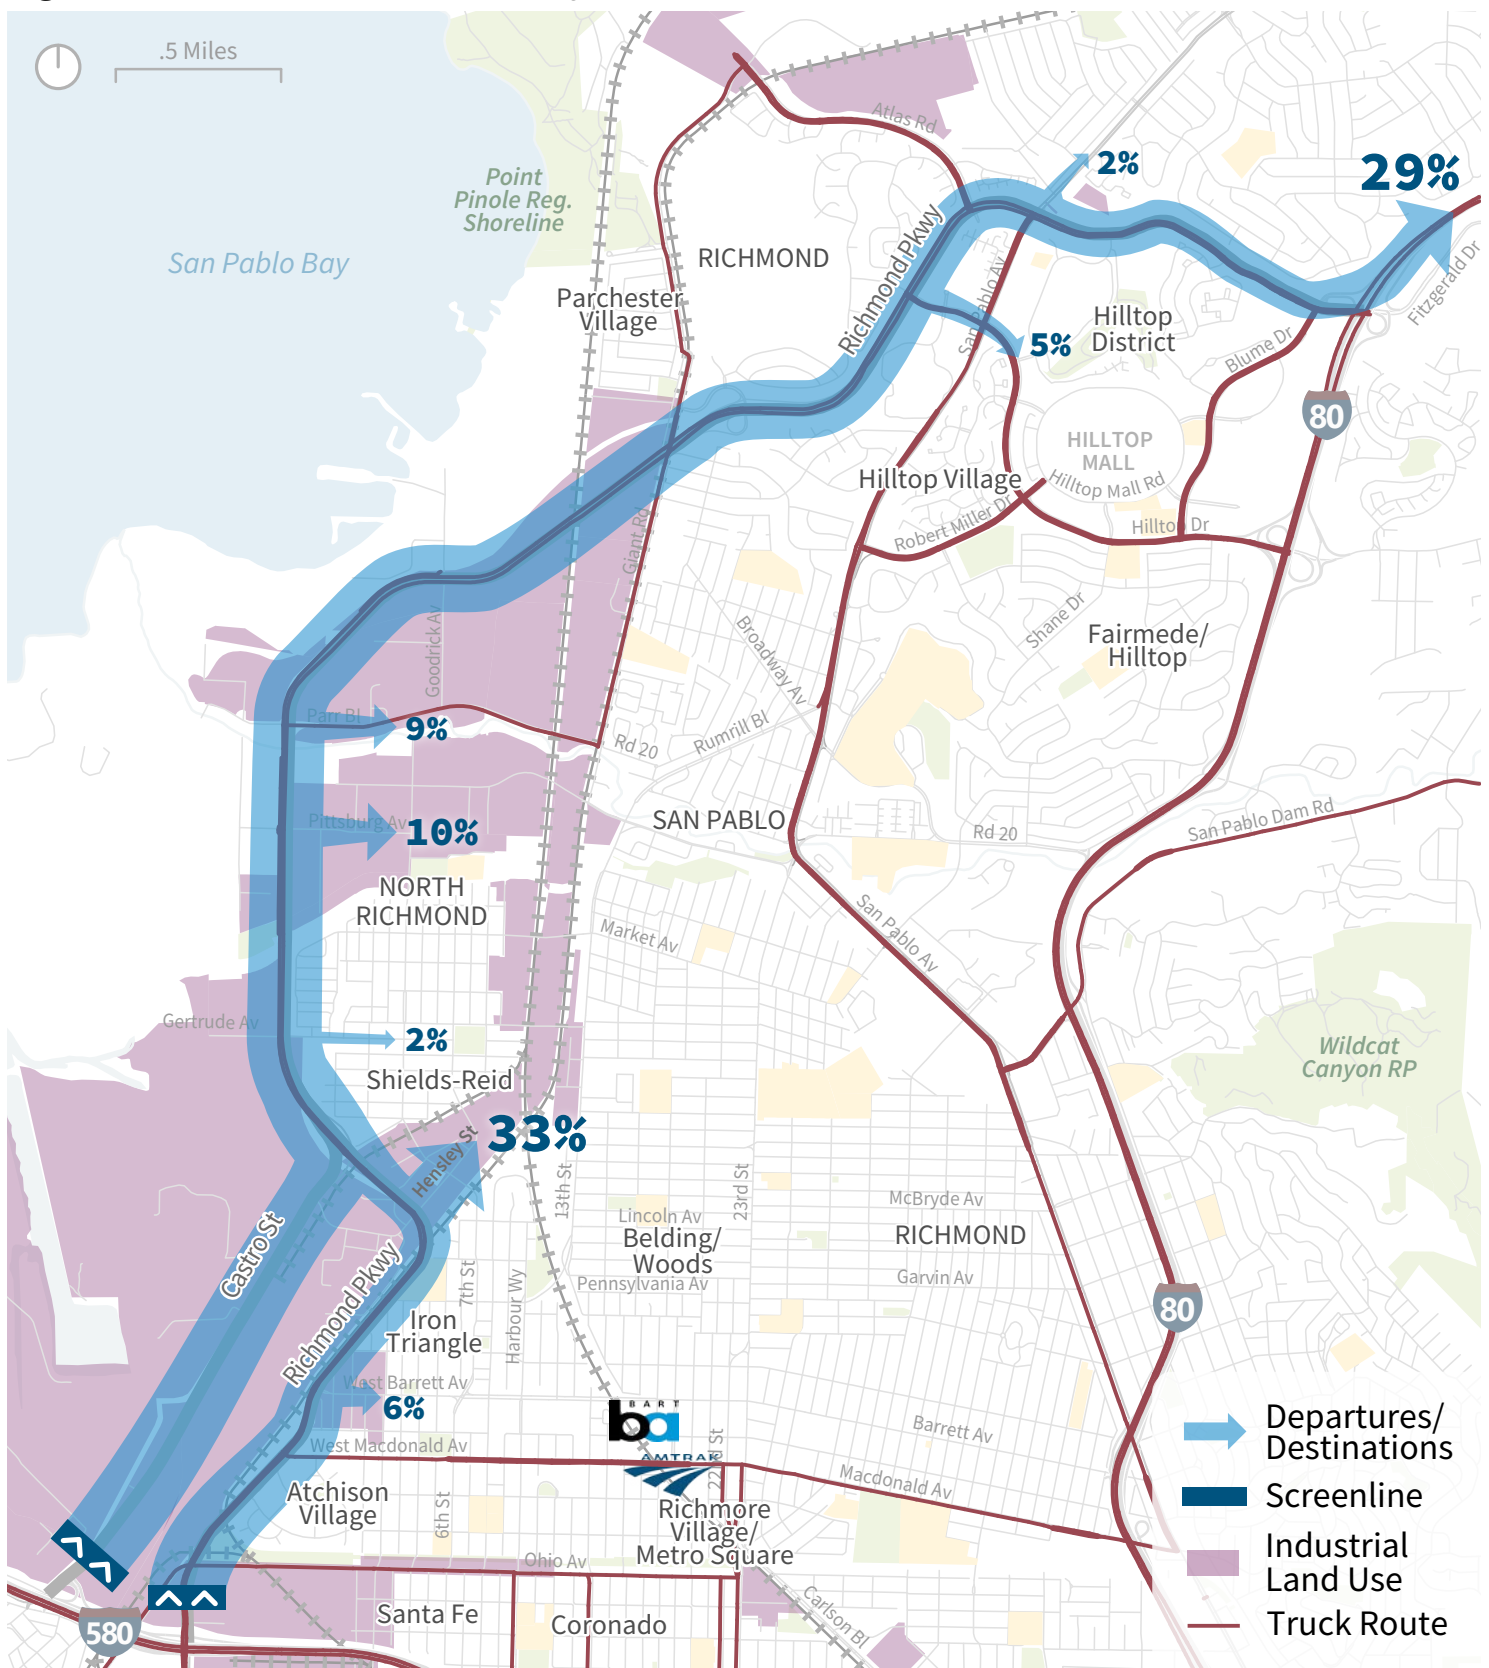 .5 Miles
Atlas Rd
2%
29%
Point
Pinole Reg.
Shoreline
San Pablo Bay
RICHMOND
Richmond Pkwy
San Pablo Av
Fitzgerald Dr
Parchester
Village
Hilltop
District
5%
Blume Dr
80
HILLTOP
MALL
Hilltop Mall Rd
Hilltop Village
Robert Miller Dr
Hilltop Dr
Giant Rd
Goodrick Av
Broadway Av
Shane Dr
Fairmede/
Hilltop
Parr Bl
9%
Rd 20
Rumrill Bl
Pittsburg Av
10%
SAN PABLO
Rd 20
San Pablo Dam Rd
NORTH
RICHMOND
Market Av
San Pablo Av
Gertrude Av
2%
Shields-Reid
Wildcat
Canyon RP
33%
Hensley St
13th St
23rd St
McBryde Av
Lincoln Av
Belding/
Woods
RICHMOND
Castro St
Richmond Pkwy
7th St
Harbour Wy
Pennsylvania Av
Garvin Av
80
Iron
Triangle
West Barrett Av
6%
BART
ba
Barrett Av
West Macdonald Av
AMTRAK
22nd St
Macdonald Av
Atchison
Village
6th St
Richmore
Village/
Metro Square
Ohio Av
Santa Fe
Coronado
Carlson Bl
580
Departures/
Destinations
Screenline
Industrial
Land Use
Truck Route